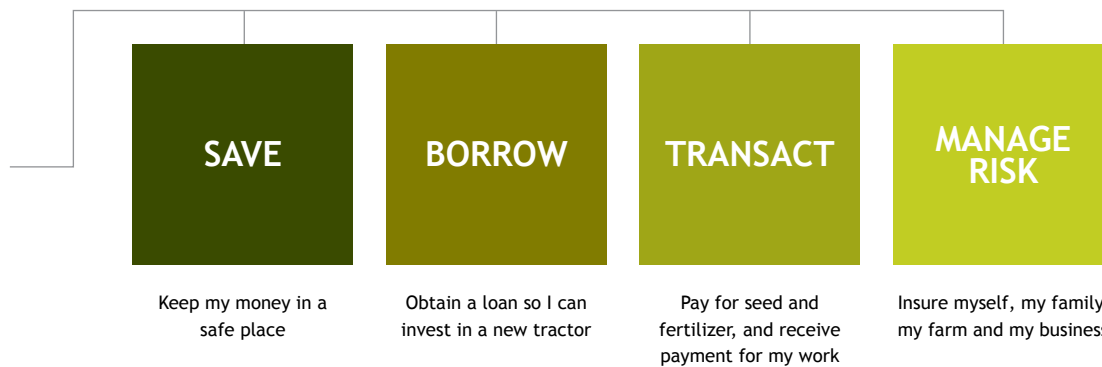 SAVE
BORROW
TRANSACT
MANAGE
RISK
Keep my money in a
safe place
Obtain a loan so I can
invest in a new tractor
Pay for seed and
fertilizer, and receive
payment for my work
Insure myself, my family
my farm and my business